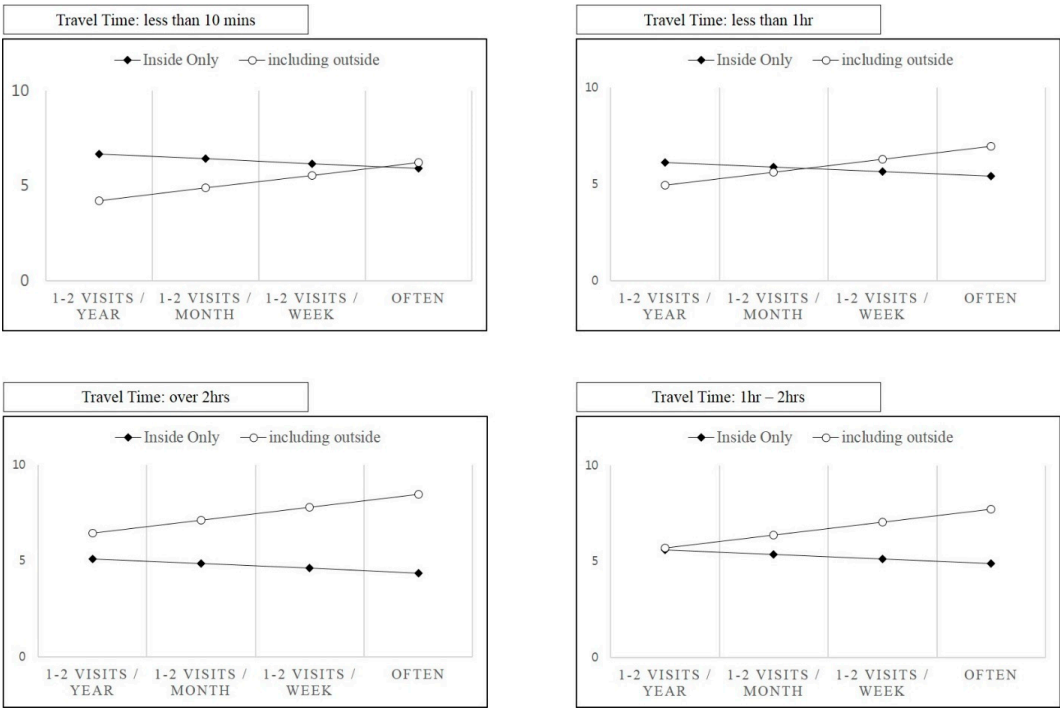 Travel Time: less than 10 mins
Inside Only including outside
10
5
0
1-2 VISITS / 1-2 VISITS / 1-2 VISITS / OFTEN
YEAR MONTH WEEK
Travel Time: less than 1hr
Inside Only including outside
10
5
0
1-2 VISITS / 1-2 VISITS / 1-2 VISITS / OFTEN
YEAR MONTH WEEK
Travel Time: over 2hrs
Inside Only including outside
10
5
0
1-2 VISITS / 1-2 VISITS / 1-2 VISITS / OFTEN
YEAR MONTH WEEK
Travel Time: 1hr – 2hrs
Inside Only including outside
10
5
0
1-2 VISITS / 1-2 VISITS / 1-2 VISITS / OFTEN
YEAR MONTH WEEK